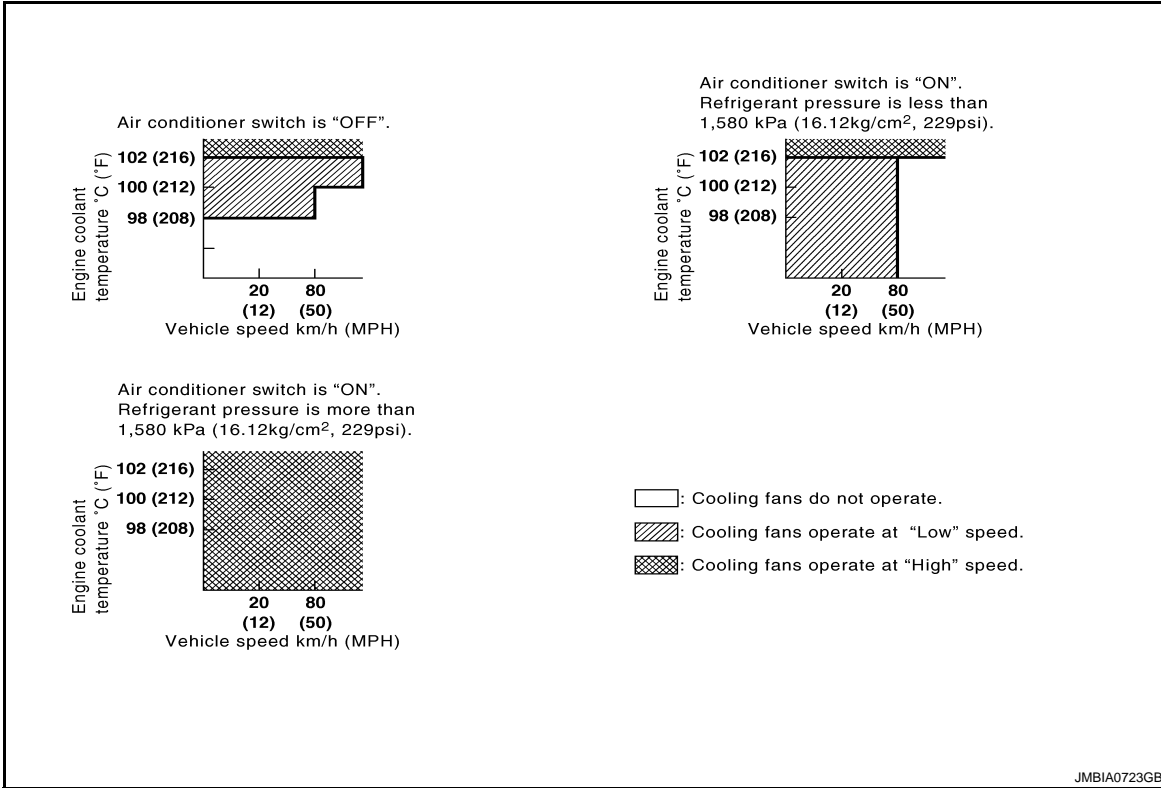 Air conditioner switch is “OFF”.
Engine coolant
temperature ˚C (˚F)
102 (216)
100 (212)
98 (208)
20 80
(12) (50)
Vehicle speed km/h (MPH)
Air conditioner switch is “ON”.
Refrigerant pressure is less than
1,580 kPa (16.12kg/cm², 229psi).
Engine coolant
temperature ˚C (˚F)
102 (216)
100 (212)
98 (208)
20 80
(12) (50)
Vehicle speed km/h (MPH)
Air conditioner switch is “ON”.
Refrigerant pressure is more than
1,580 kPa (16.12kg/cm², 229psi).
Engine coolant
temperature ˚C (˚F)
102 (216)
100 (212)
98 (208)
20 80
(12) (50)
Vehicle speed km/h (MPH)
: Cooling fans do not operate.
: Cooling fans operate at “Low” speed.
: Cooling fans operate at “High” speed.
JMBIA0723GB